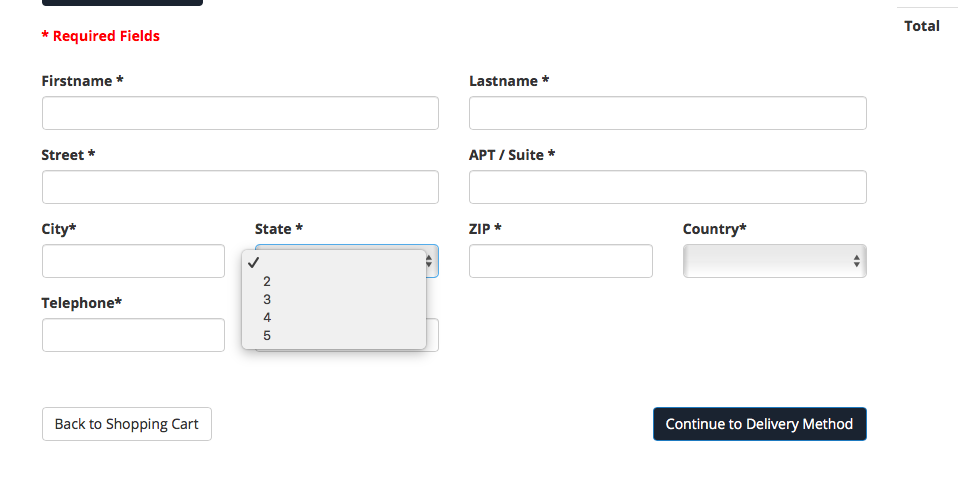 Total
* Required Fields
Firstname *
Lastname *
Street *
APT / Suite *
City*
State *
ZIP *
Country*
✓
2
3
4
5
Telephone*
Back to Shopping Cart
Continue to Delivery Method